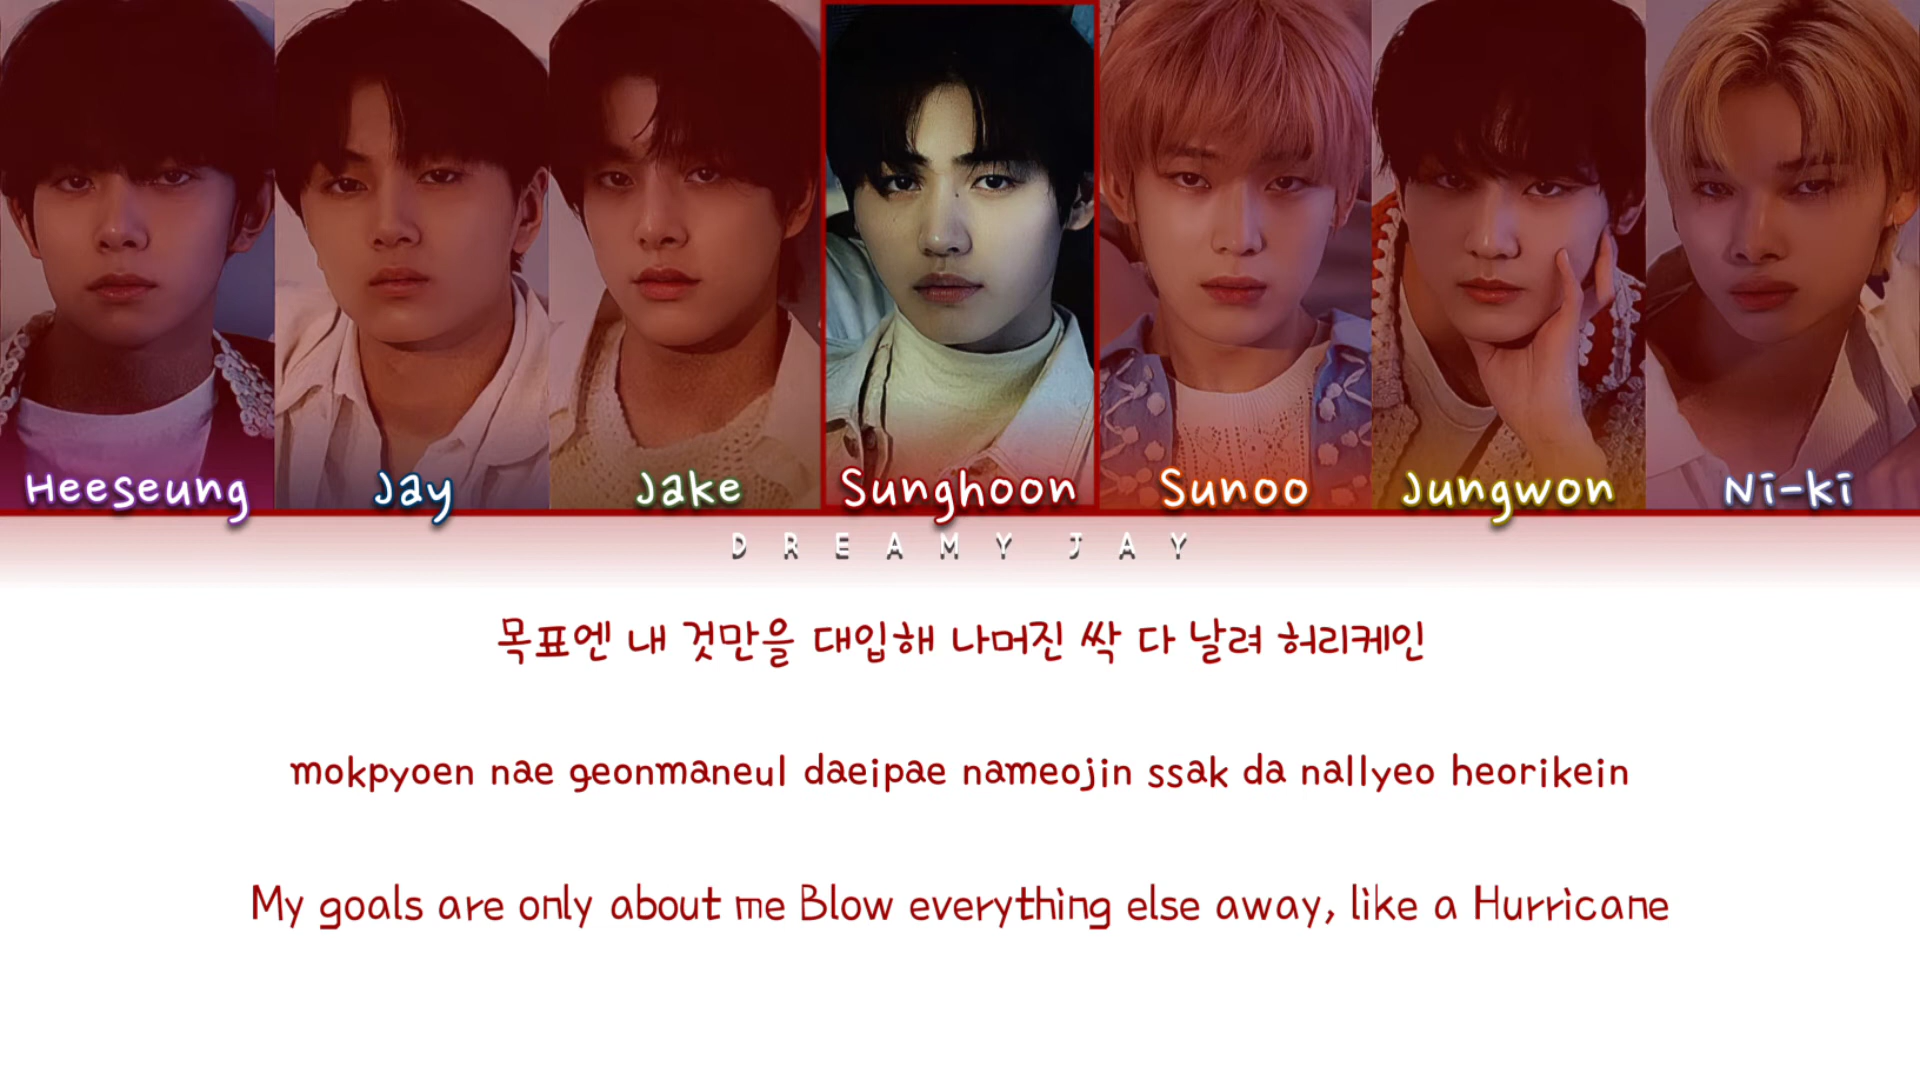 Heeseung Jay Jake Sunghoon Sunoo Jungwon Ni-ki
DREAMY JAY
목표엔 내 것만을 대입해 나머진 싹 다 날려 허리케인
mokpyoen nae geonmaneul daeipae nameojin ssak da nallyeo heorikein
My goals are only about me Blow everything else away, like a Hurricane